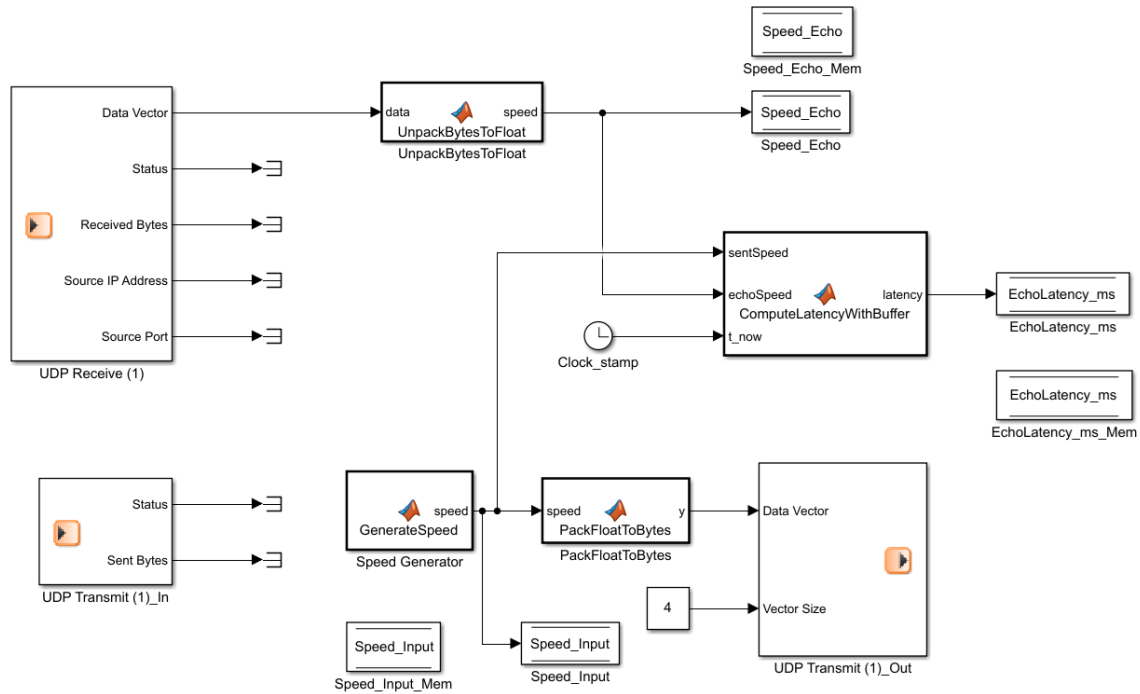 Speed_Echo
Speed_Echo_Mem
Data Vector
data
speed
UnpackBytesToFloat
UnpackBytesToFloat
Speed_Echo
Speed_Echo
Status
Received Bytes
Source IP Address
Source Port
UDP Receive (1)
sentSpeed
echoSpeed
latency
ComputeLatencyWithBuffer
t_now
Clock_stamp
EchoLatency_ms
EchoLatency_ms
EchoLatency_ms
EchoLatency_ms_Mem
Status
Sent Bytes
UDP Transmit (1)_In
speed
GenerateSpeed
Speed Generator
speed
y
PackFloatToBytes
PackFloatToBytes
Data Vector
4
Vector Size
UDP Transmit (1)_Out
Speed_Input
Speed_Input_Mem
Speed_Input
Speed_Input